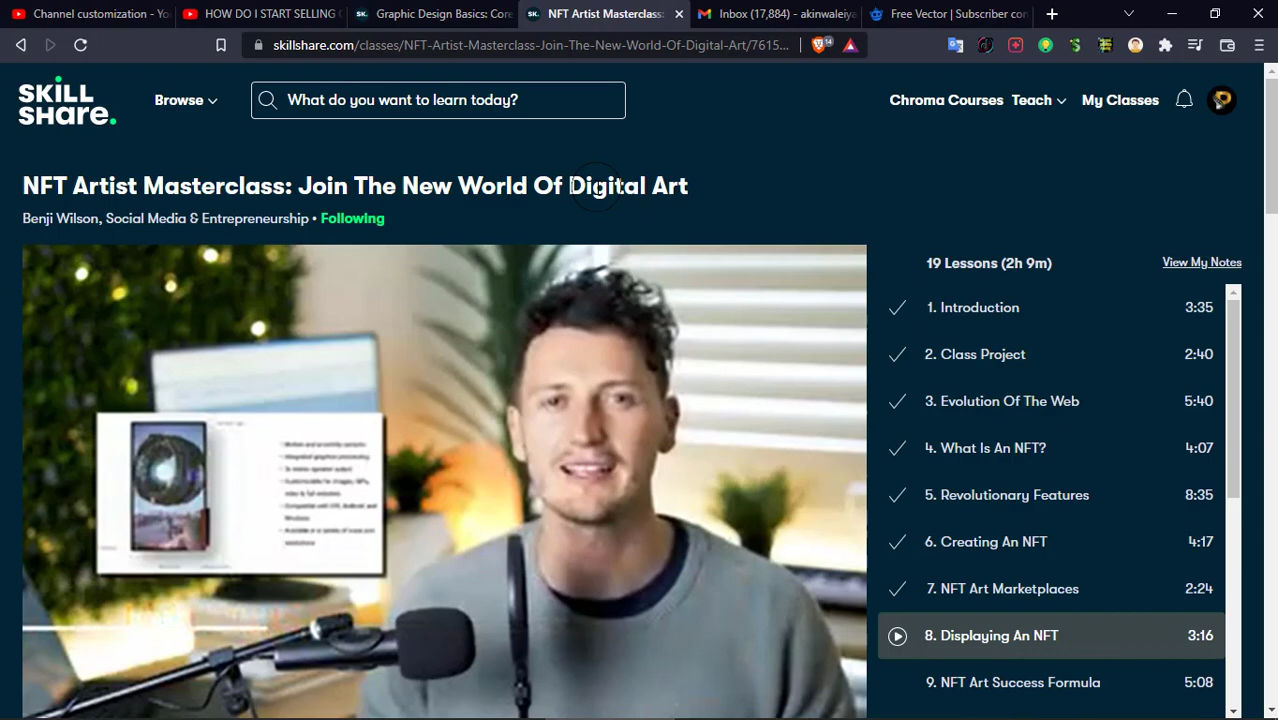 Channel customization - You
HOW DO I START SELLING
Graphic Design Basics: Core
NFT Artist Masterclass:
Inbox (17,884) - akinwaleiya
Free Vector | Subscriber con
skillshare.com/classes/NFT-Artist-Masterclass-Join-The-New-World-Of-Digital-Art/7615...
14
SKILL
SHARE.
Browse
What do you want to learn today?
Chroma Courses
Teach
My Classes
NFT Artist Masterclass: Join The New World Of Digital Art
Benji Wilson, Social Media & Entrepreneurship • Following
19 Lessons (2h 9m)
View My Notes
1. Introduction 3:35
2. Class Project 2:40
3. Evolution Of The Web 5:40
4. What Is An NFT? 4:07
5. Revolutionary Features 8:35
6. Creating An NFT 4:17
7. NFT Art Marketplaces 2:24
8. Displaying An NFT 3:16
9. NFT Art Success Formula 5:08